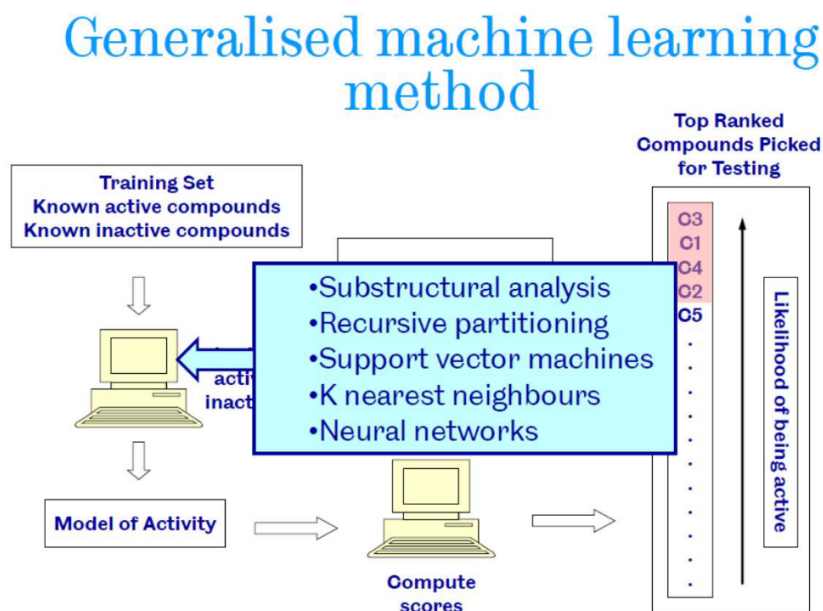 Generalised machine learning
method
Top Ranked
Compounds Picked
for Testing
Training Set
Known active compounds
Known inactive compounds
C3
C1
C4
C2
C5
Likelihood of being active
•Substructural analysis
•Recursive partitioning
•Support vector machines
•K nearest neighbours
•Neural networks
Model of Activity
Compute
scores